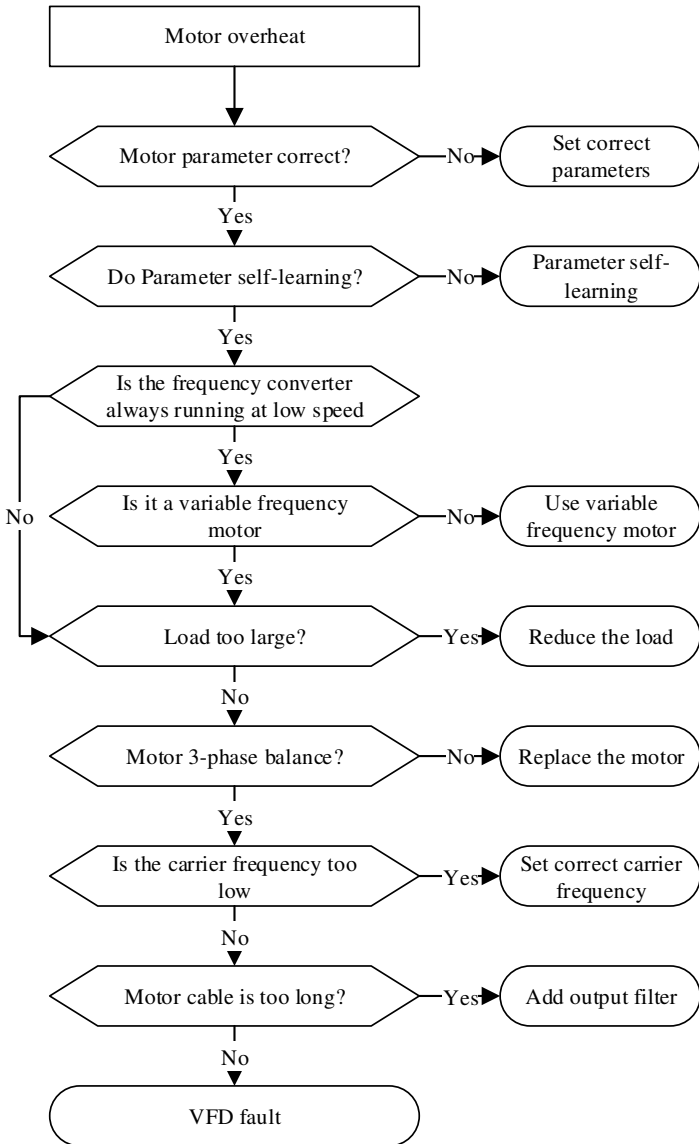 Motor overheat
Motor parameter correct?
No
Set correct
parameters
Yes
Do Parameter self-learning?
No
Parameter self-
learning
Yes
Is the frequency converter
always running at low speed
Yes
No
Is it a variable frequency
motor
No
Use variable
frequency motor
Yes
Load too large?
Yes
Reduce the load
No
Motor 3-phase balance?
No
Replace the motor
Yes
Is the carrier frequency too
low
Yes
Set correct carrier
frequency
No
Motor cable is too long?
Yes
Add output filter
No
VFD fault